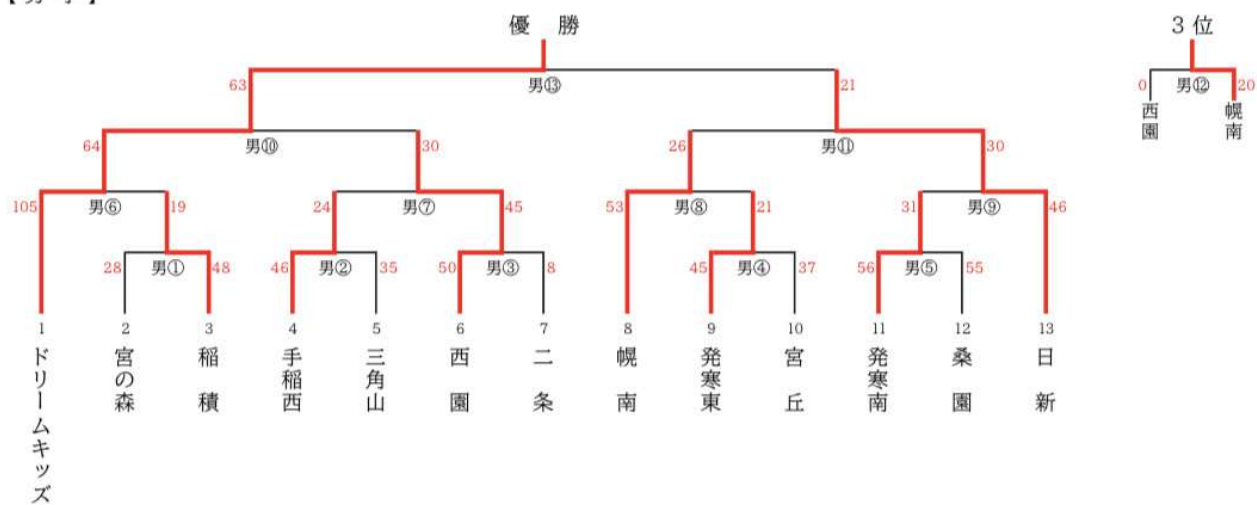 【男子】
優勝 3位
63 男⑬ 21 0 男⑫ 20
西園 幌南
64 男⑩ 30 26 男⑪ 30
105 男⑥ 19 24 男⑦ 45 53 男⑧ 21 31 男⑨ 46
28 男① 48 46 男② 35 50 男③ 8 45 男④ 37 56 男⑤ 55
1 2 3 4 5 6 7 8 9 10 11 12 13
ドリームキッズ
宮の森
稲積
手稲西
三角山
西園
二条
幌南
発寒東
宮丘
発寒南
桑園
日新